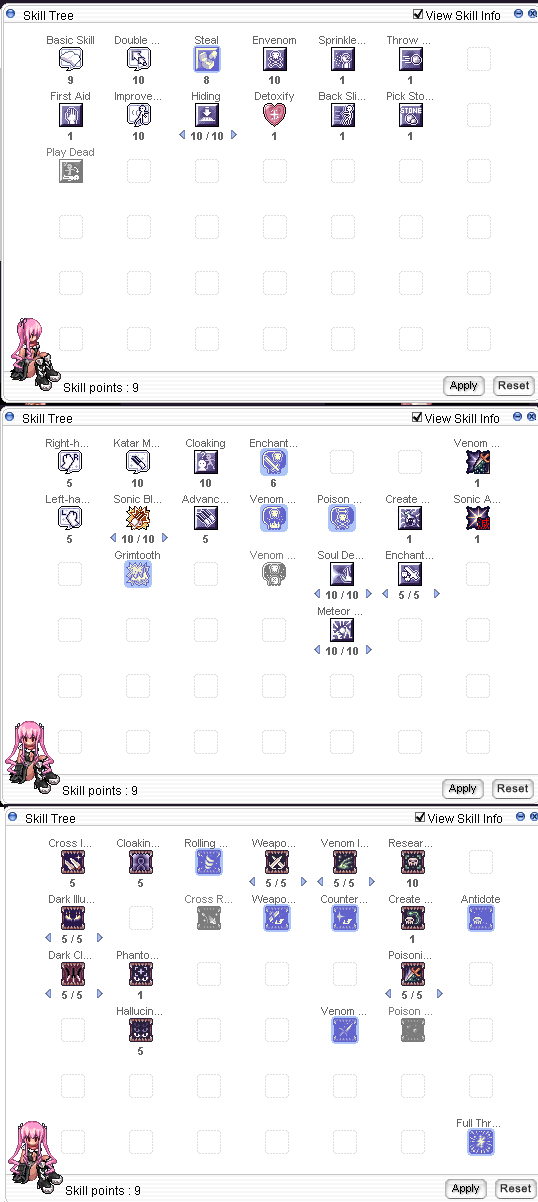 Skill Tree View Skill Info
Basic Skill Double ... Steal Envenom Sprinkle... Throw ...
9 10 8 10 1 1
First Aid Improve... Hiding Detoxify Back Sli... Pick Sto...
STONE
1 10 10 / 10 1 1 1
Play Dead
Skill points : 9 Apply Reset
Skill Tree View Skill Info
Right-h... Katar M... Cloaking Enchant... Venom ...
5 10 10 6 1
Left-ha... Sonic Bl... Advanc... Venom ... Poison ... Create ... Sonic A...
5 10 / 10 5 1 1
Grimtooth Venom ... Soul De... Enchant...
10 / 10 5 / 5
Meteor ...
10 / 10
Skill points : 9 Apply Reset
Skill Tree View Skill Info
Cross I... Cloakin... Rolling ... Weapo... Venom I... Resear...
5 5 5 / 5 5 / 5 10
Dark Illu... Cross R... Weapo... Counter... Create ... Antidote
5 / 5 1
Dark Cl... Phanto... Poisoni...
5 / 5 1 5 / 5
Hallucin... Venom ... Poison ...
5
Full Thr...
Skill points : 9 Apply Reset